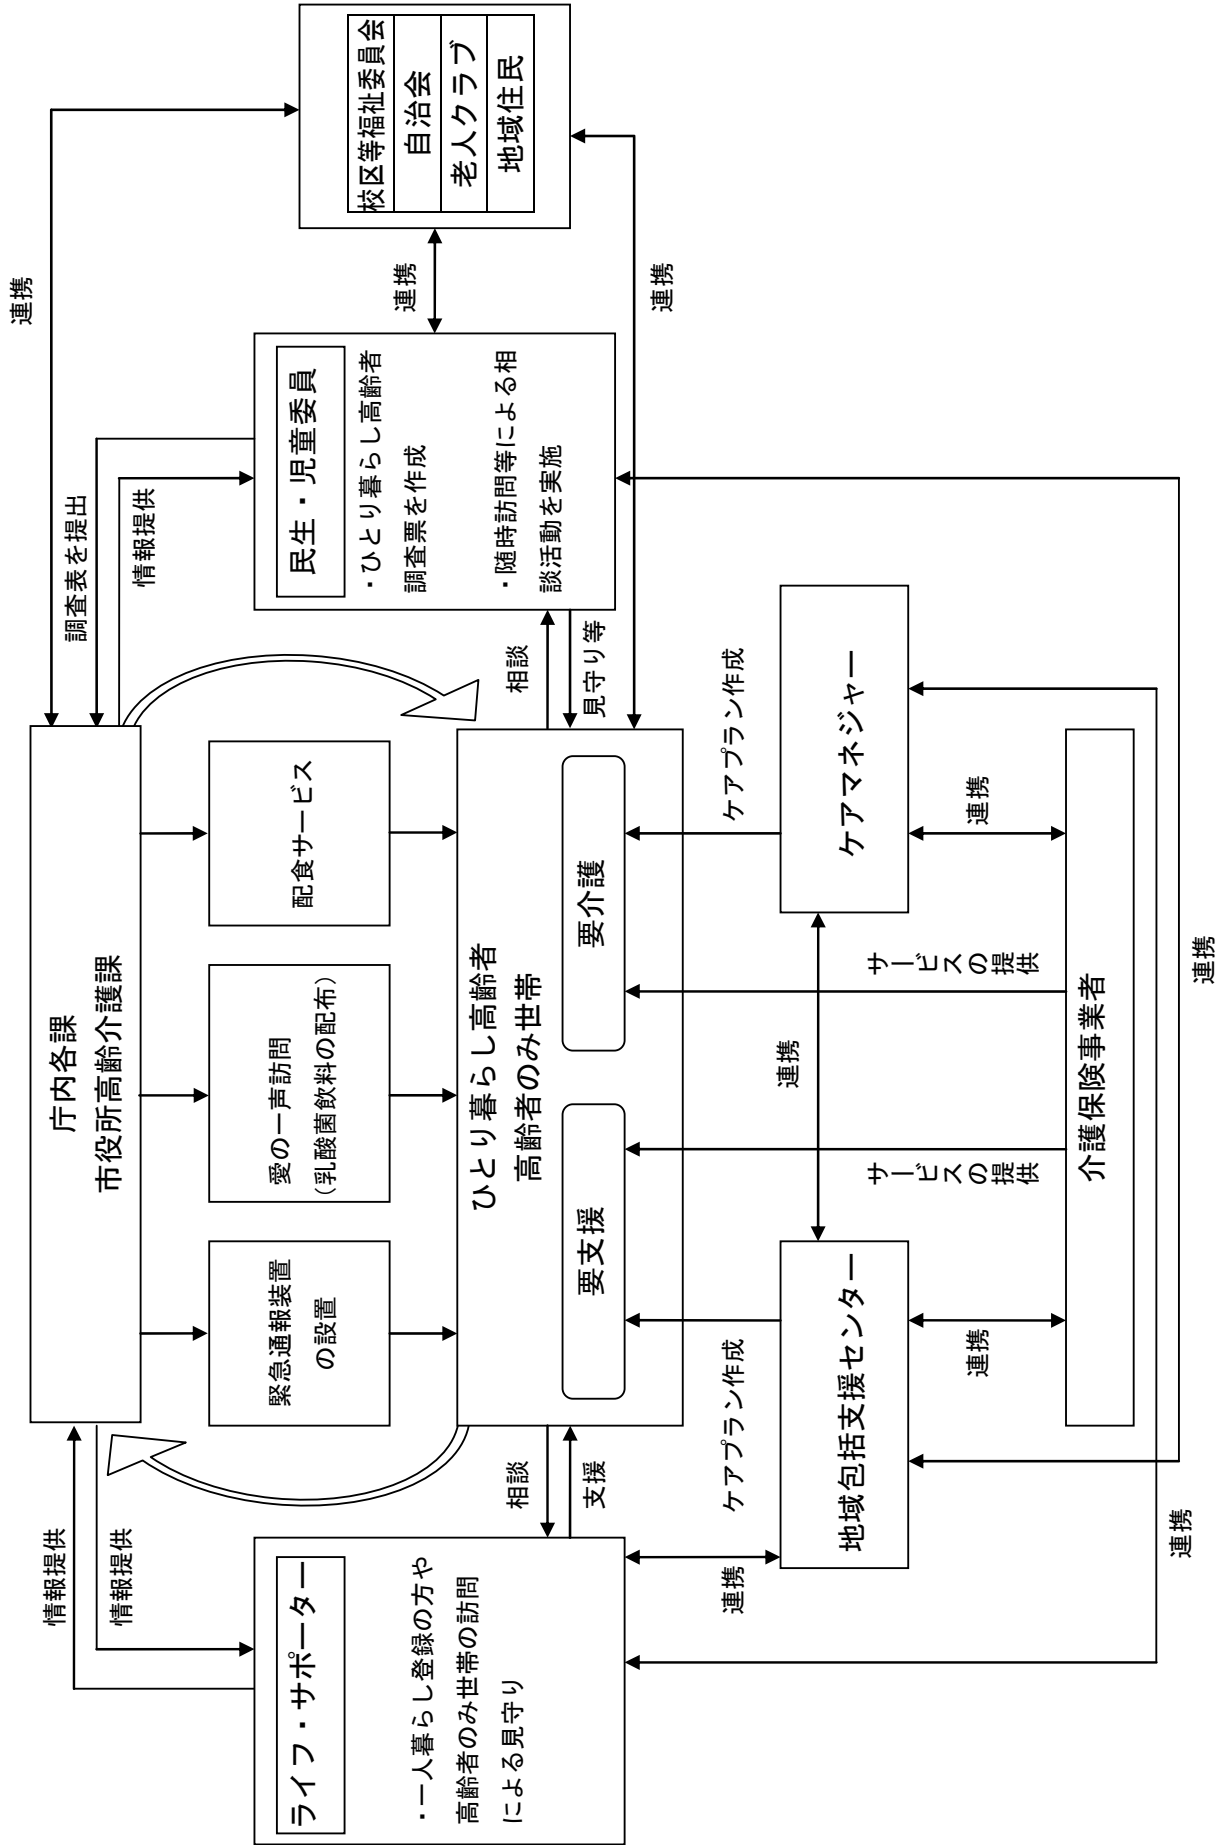 庁内各課
市役所高齢介護課
情報提供
情報提供
連携
調査表を提出
情報提供
緊急通報装置
の設置
愛の一声訪問
(乳酸菌飲料の配布)
配食サービス
ライフ・サポーター
・一人暮らし登録の方や
高齢者のみ世帯の訪問
による見守り
相談
支援
ひとり暮らし高齢者
高齢者のみ世帯
要支援
要介護
相談
見守り等
民生・児童委員
・ひとり暮らし高齢者
調査票を作成
・随時訪問等による相
談活動を実施
連携
校区等福祉委員会
自治会
老人クラブ
地域住民
連携
ケアプラン作成
ケアプラン作成
連携
地域包括支援センター
連携
ケアマネジャー
サービスの提供
サービスの提供
連携
連携
介護保険事業者
連携
連携